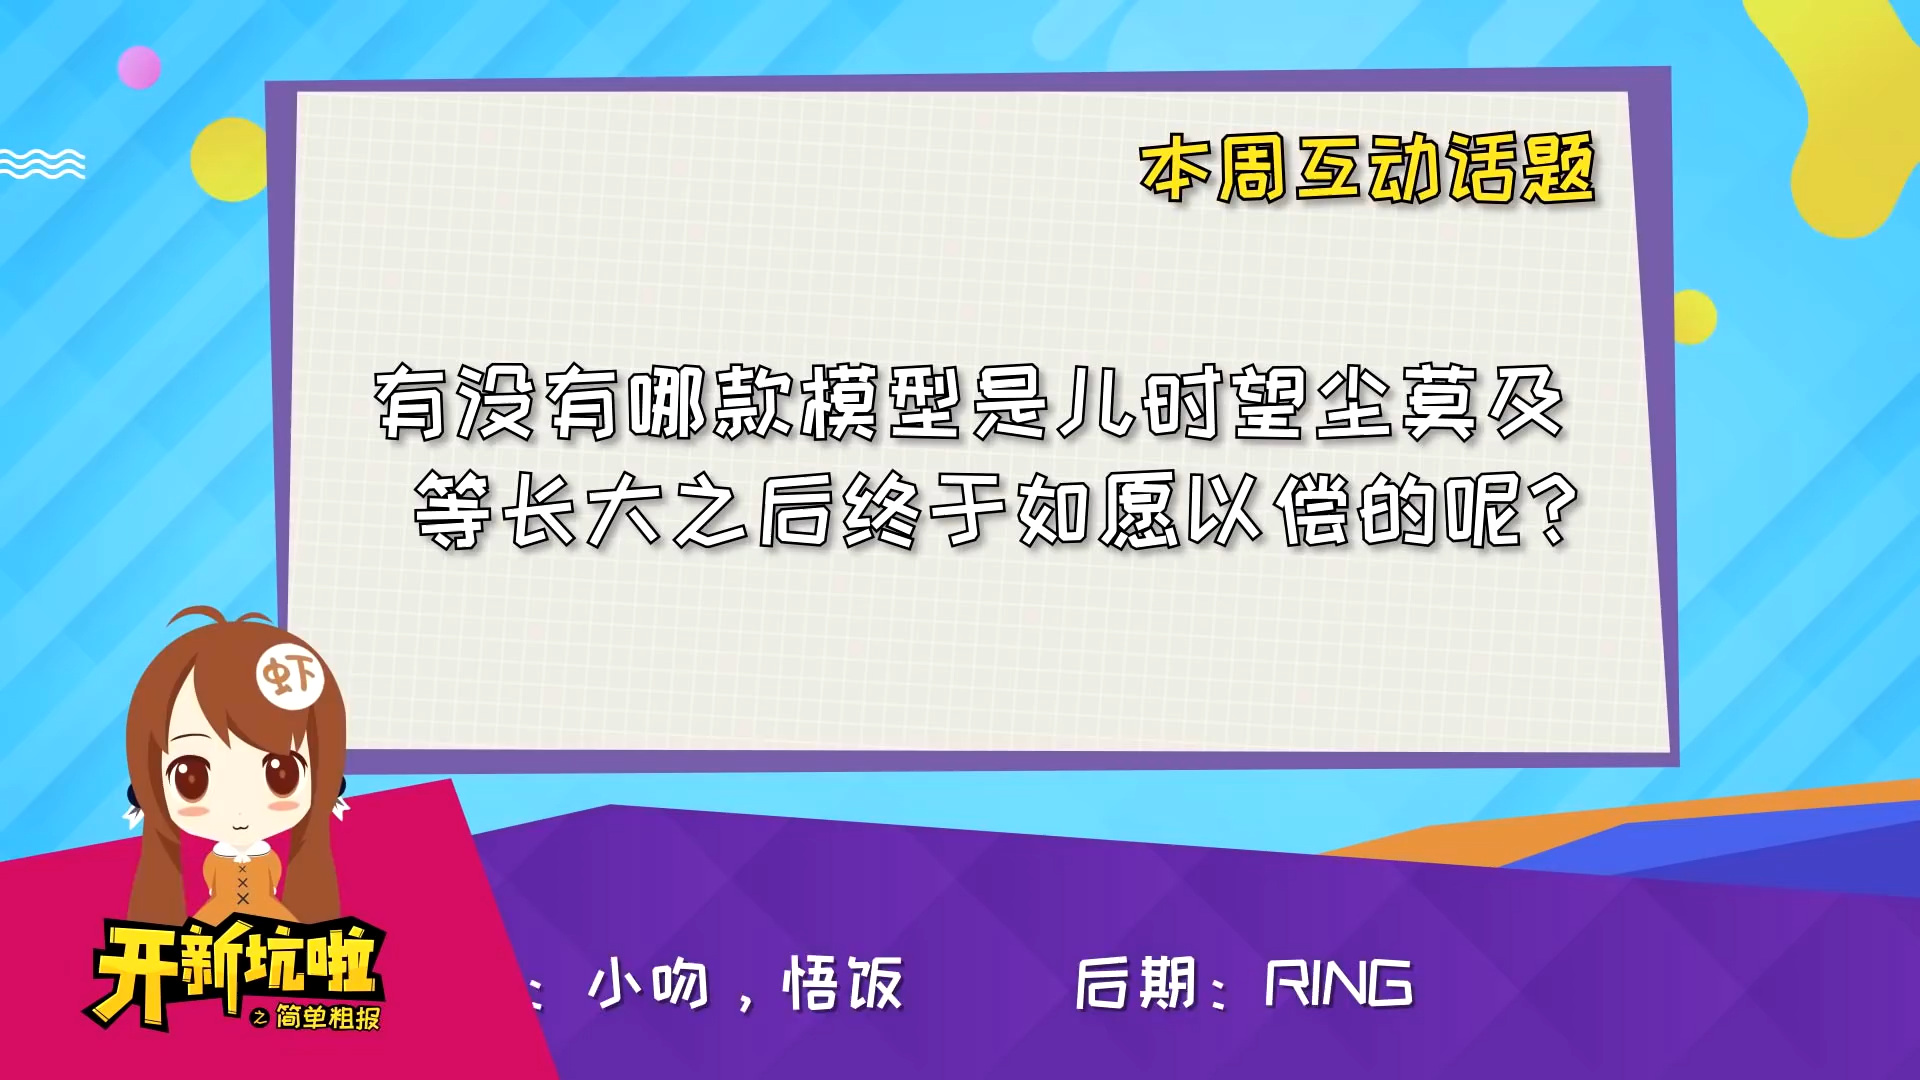 本周互动话题
有没有哪款模型是儿时望尘莫及
等长大之后终于如愿以偿的呢？
虾
开新坑啦
之简单粗报
：小吻，悟饭 后期：RING